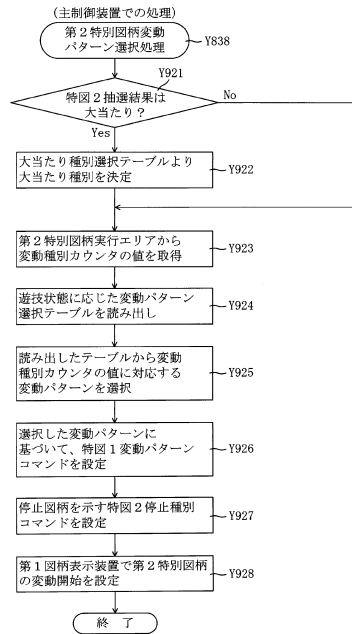 (主制御装置での処理)
第２特別図柄変動
パターン選択処理
Y838
Y921
特図２抽選結果は
大当たり？
No
Yes
大当たり種別選択テーブルより
大当たり種別を決定
Y922
第２特別図柄実行エリアから
変動種別カウンタの値を取得
Y923
遊技状態に応じた変動パターン
選択テーブルを読み出し
Y924
読み出したテーブルから変動
種別カウンタの値に対応する
変動パターンを選択
Y925
選択した変動パターンに
基づいて、特図１変動パターン
コマンドを設定
Y926
停止図柄を示す特図２停止種別
コマンドを設定
Y927
第１図柄表示装置で第２特別図柄
の変動開始を設定
Y928
終 了